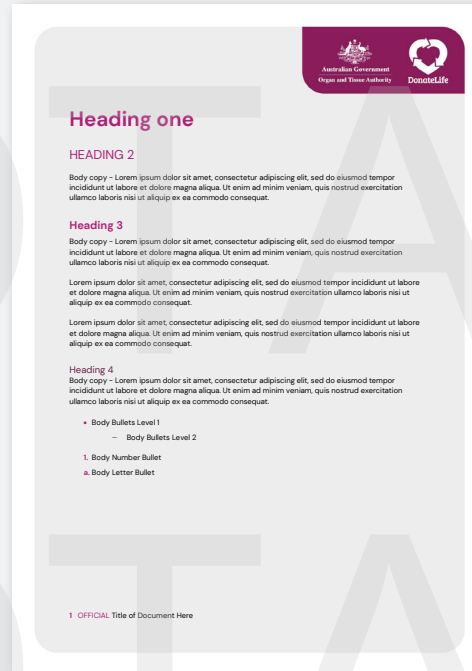 Australian Government
Organ and Tissue Authority
DonateLife
Heading one
HEADING 2
Body copy - Lorem ipsum dolor sit amet, consectetur adipiscing elit, sed do eiusmod tempor
incididunt ut labore et dolore magna aliqua. Ut enim ad minim veniam, quis nostrud exercitation
ullamco laboris nisi ut aliquip ex ea commodo consequat.
Heading 3
Body copy - Lorem ipsum dolor sit amet, consectetur adipiscing elit, sed do eiusmod tempor
incididunt ut labore et dolore magna aliqua. Ut enim ad minim veniam, quis nostrud exercitation
ullamco laboris nisi ut aliquip ex ea commodo consequat.
Lorem ipsum dolor sit amet, consectetur adipiscing elit, sed do eiusmod tempor incididunt ut labore
et dolore magna aliqua. Ut enim ad minim veniam, quis nostrud exercitation ullamco laboris nisi ut
aliquip ex ea commodo consequat.
Lorem ipsum dolor sit amet, consectetur adipiscing elit, sed do eiusmod tempor incididunt ut labore
et dolore magna aliqua. Ut enim ad minim veniam, quis nostrud exercitation ullamco laboris nisi ut
aliquip ex ea commodo consequat.
Heading 4
Body copy - Lorem ipsum dolor sit amet, consectetur adipiscing elit, sed do eiusmod tempor
incididunt ut labore et dolore magna aliqua. Ut enim ad minim veniam, quis nostrud exercitation
ullamco laboris nisi ut aliquip ex ea commodo consequat.
• Body Bullets Level 1
– Body Bullets Level 2
1. Body Number Bullet
a. Body Letter Bullet
1 OFFICIAL Title of Document Here
OTA
OTA